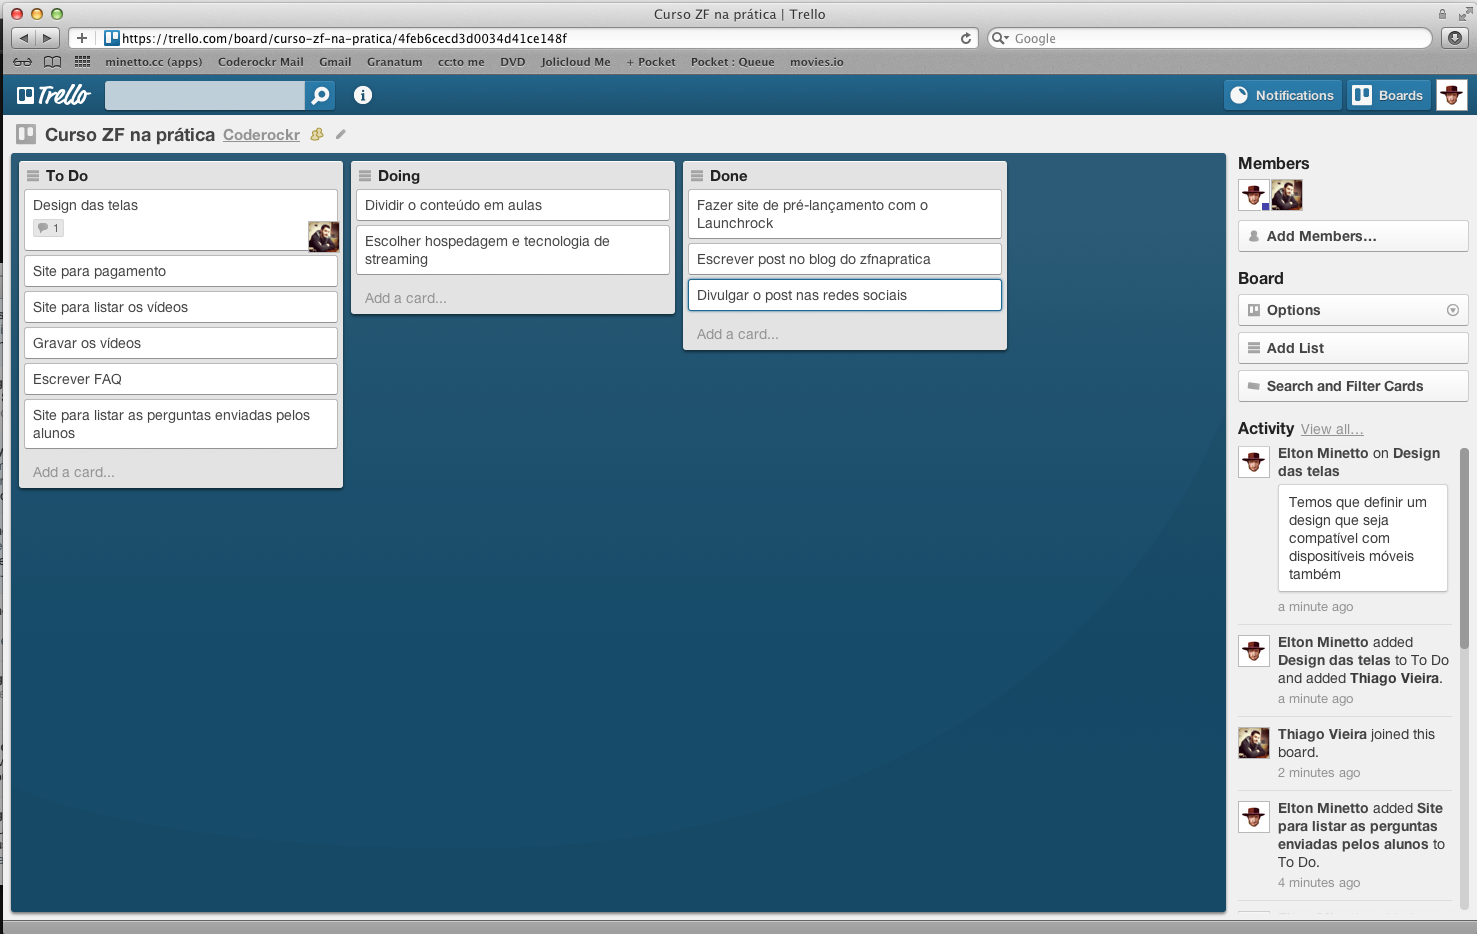 Curso ZF na prática | Trello
https://trello.com/board/curso-zf-na-pratica/4feb6cecd3d0034d41ce148f
Google
minetto.cc (apps) Coderockr Mail Gmail Granatum cc:to me DVD Jolicloud Me + Pocket Pocket : Queue movies.io
Trello
Notifications
Boards
Curso ZF na prática Coderockr
To Do
Design das telas
1
Site para pagamento
Site para listar os vídeos
Gravar os vídeos
Escrever FAQ
Site para listar as perguntas enviadas pelos
alunos
Add a card...
Doing
Dividir o conteúdo em aulas
Escolher hospedagem e tecnologia de
streaming
Add a card...
Done
Fazer site de pré-lançamento com o
Launchrock
Escrever post no blog do zfnapratica
Divulgar o post nas redes sociais
Add a card...
Members
Add Members...
Board
Options
Add List
Search and Filter Cards
Activity View all...
Elton Minetto on Design
das telas
Temos que definir um
design que seja
compatível com
dispositíveis móveis
também
a minute ago
Elton Minetto added
Design das telas to To Do
and added Thiago Vieira.
a minute ago
Thiago Vieira joined this
board.
2 minutes ago
Elton Minetto added Site
para listar as perguntas
enviadas pelos alunos to
To Do.
4 minutes ago